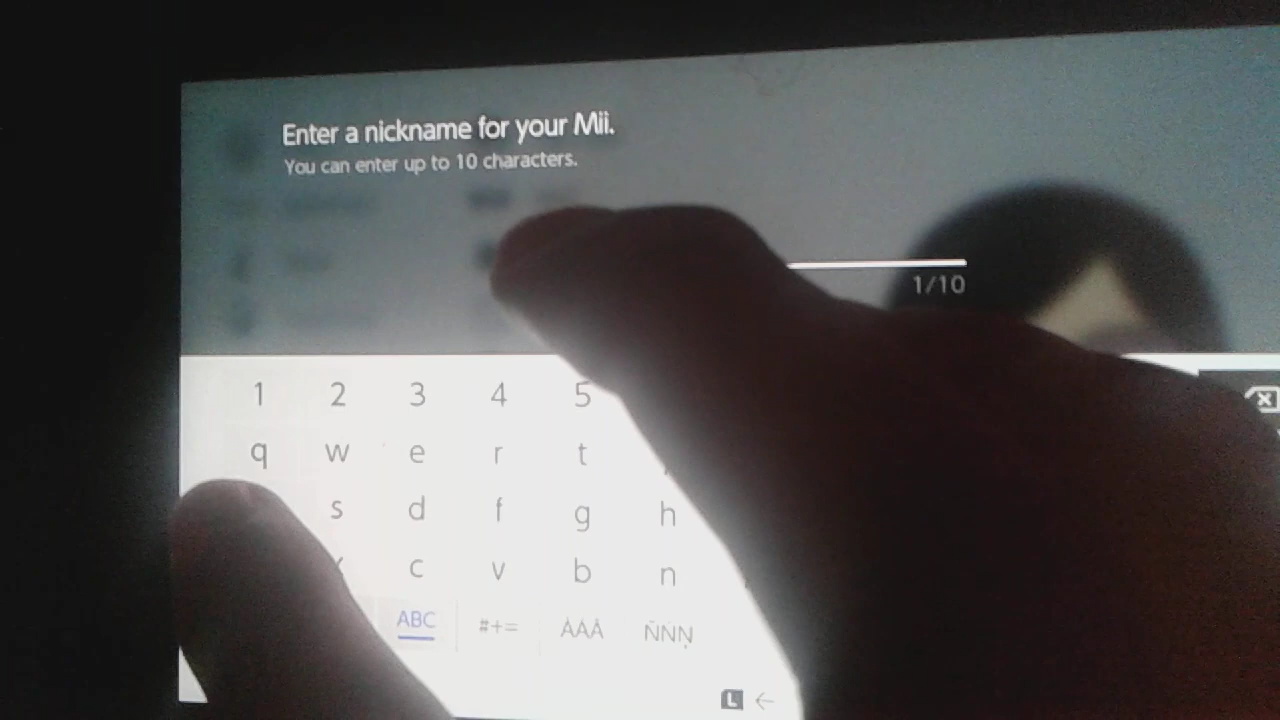 Enter a nickname for your Mii.
You can enter up to 10 characters.
1/10
1 2 3 4 5
q w e r t
s d f g h
c v b n
ABC #+= ÀÁÂ ÑŃṆ
L ←